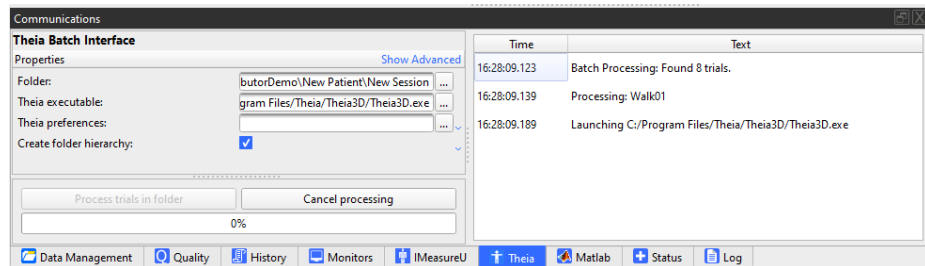 Communications
Theia Batch Interface
Properties Show Advanced
Folder: butorDemo\New Patient\New Session ...
Theia executable: gram Files/Theia/Theia3D/Theia3D.exe ...
Theia preferences: ...
Create folder hierarchy:
Process trials in folder Cancel processing
0%
Time Text
16:28:09.123 Batch Processing: Found 8 trials.
16:28:09.139 Processing: Walk01
16:28:09.189 Launching C:/Program Files/Theia/Theia3D/Theia3D.exe
Data Management Quality History Monitors IMeasureU Theia Matlab Status Log